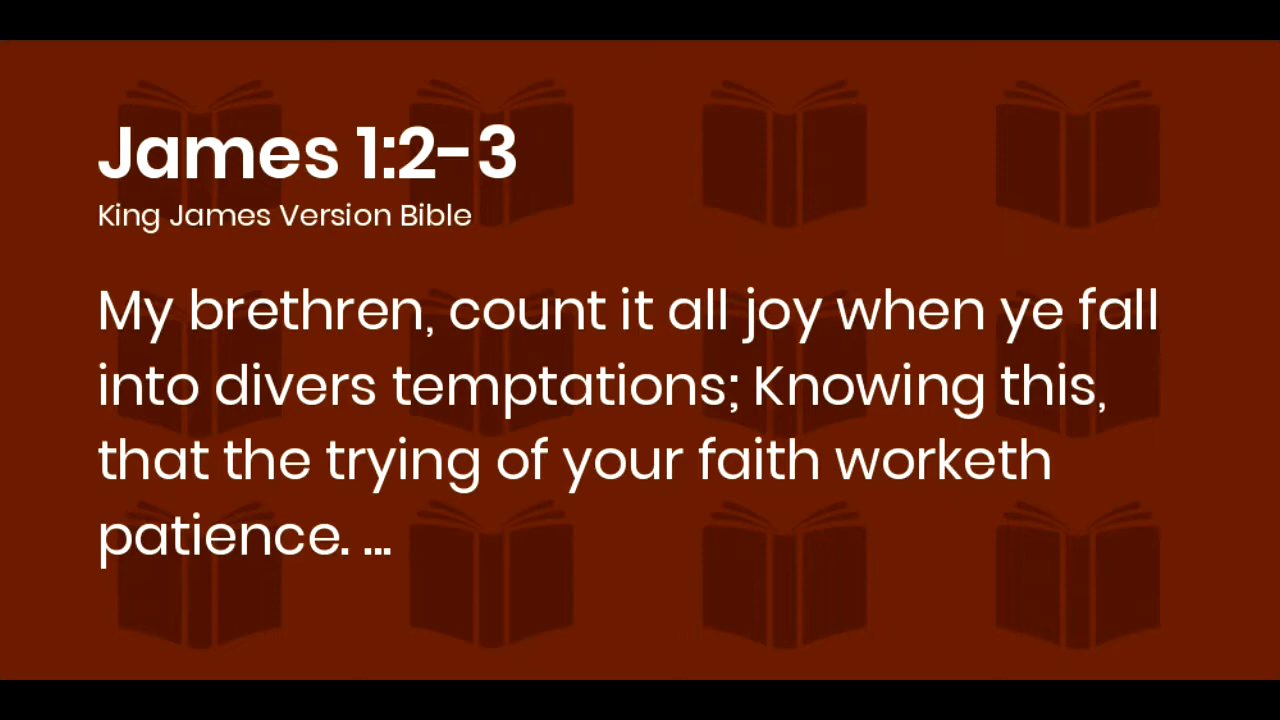 James 1:2-3
King James Version Bible
My brethren, count it all joy when ye fall
into divers temptations; Knowing this,
that the trying of your faith worketh
patience. ...